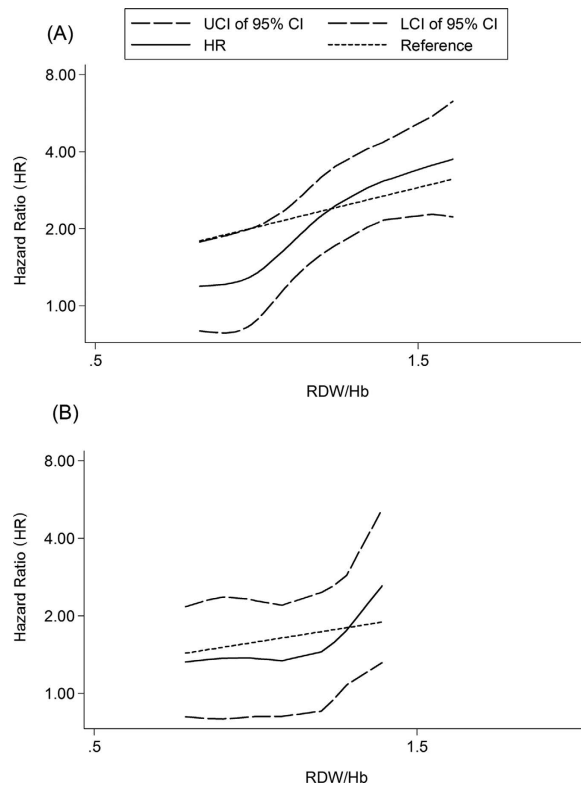 UCI of 95% CI LCI of 95% CI
HR Reference
(A)
8.00
4.00
2.00
1.00
Hazard Ratio (HR)
.5 1.5
RDW/Hb
(B)
8.00
4.00
2.00
1.00
Hazard Ratio (HR)
.5 1.5
RDW/Hb